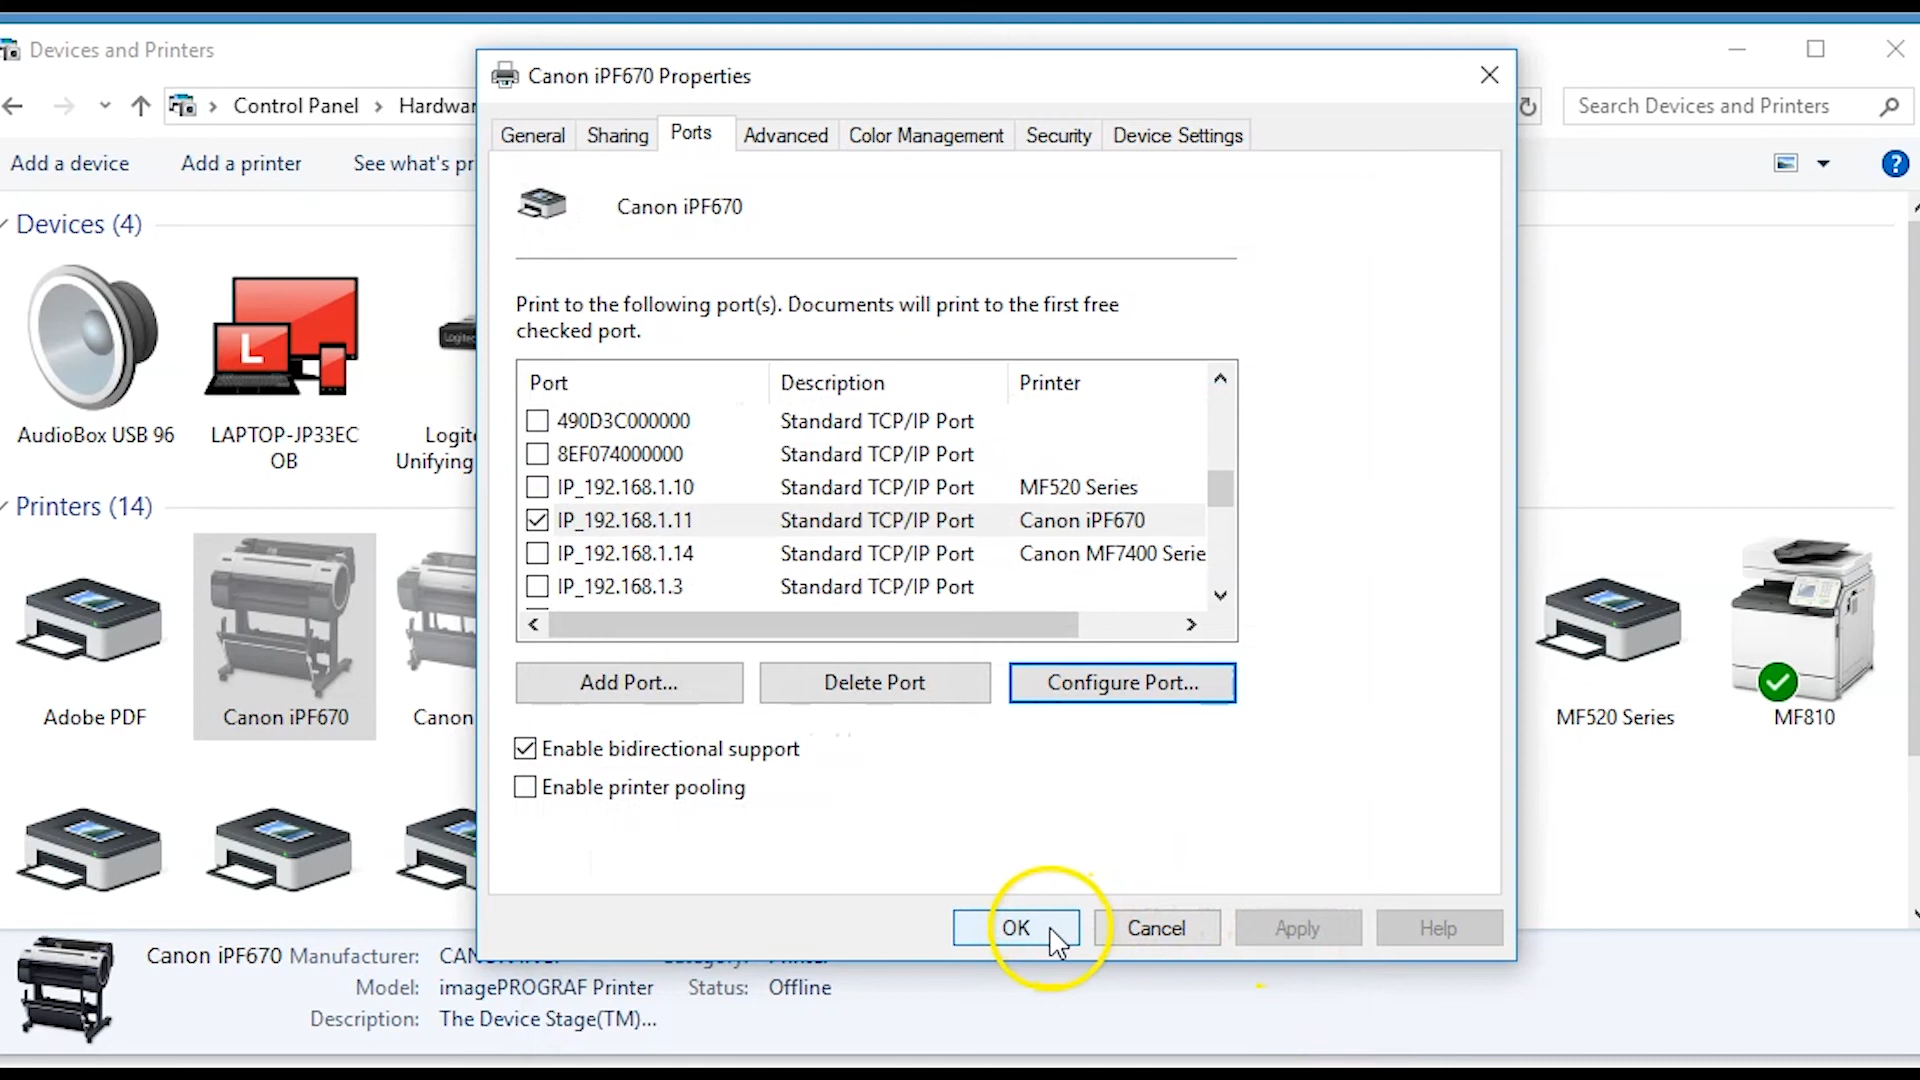 Devices and Printers
Control Panel > Hardwar
Search Devices and Printers
Add a device
Add a printer
See what's pr
Devices (4)
AudioBox USB 96
LAPTOP-JP33EC
OB
Logite
Unifying
L
Logitec
Printers (14)
Adobe PDF
Canon iPF670
Canon
MF520 Series
MF810
Canon iPF670 Properties
General
Sharing
Ports
Advanced
Color Management
Security
Device Settings
Canon iPF670
Print to the following port(s). Documents will print to the first free
checked port.
Port Description Printer
490D3C000000 Standard TCP/IP Port
8EF074000000 Standard TCP/IP Port
IP_192.168.1.10 Standard TCP/IP Port MF520 Series
IP_192.168.1.11 Standard TCP/IP Port Canon iPF670
IP_192.168.1.14 Standard TCP/IP Port Canon MF7400 Serie
IP_192.168.1.3 Standard TCP/IP Port
Add Port...
Delete Port
Configure Port...
Enable bidirectional support
Enable printer pooling
OK
Cancel
Apply
Help
Canon iPF670 Manufacturer:
Model: imagePROGRAF Printer Status: Offline
Description: The Device Stage(TM)...